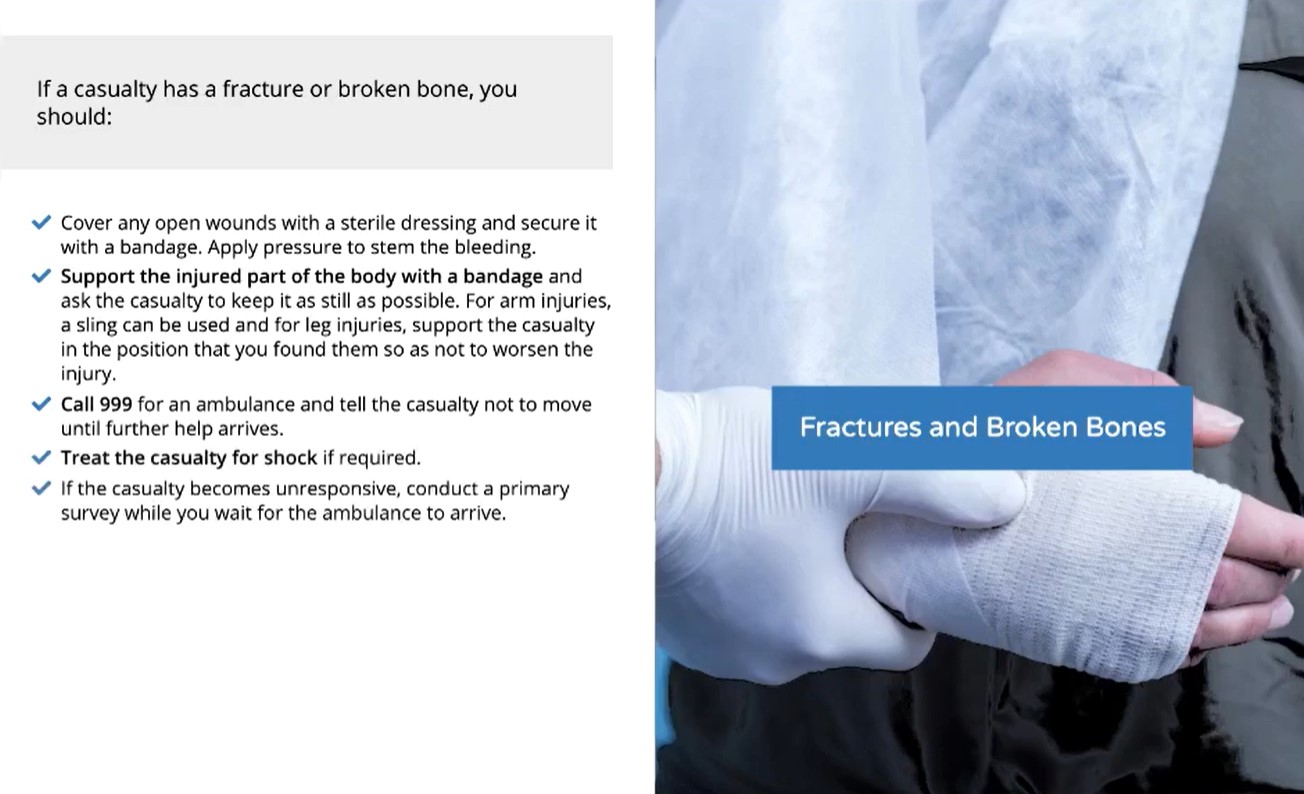 If a casualty has a fracture or broken bone, you
should:
Cover any open wounds with a sterile dressing and secure it
with a bandage. Apply pressure to stem the bleeding.
Support the injured part of the body with a bandage and
ask the casualty to keep it as still as possible. For arm injuries,
a sling can be used and for leg injuries, support the casualty
in the position that you found them so as not to worsen the
injury.
Call 999 for an ambulance and tell the casualty not to move
until further help arrives.
Treat the casualty for shock if required.
If the casualty becomes unresponsive, conduct a primary
survey while you wait for the ambulance to arrive.
Fractures and Broken Bones